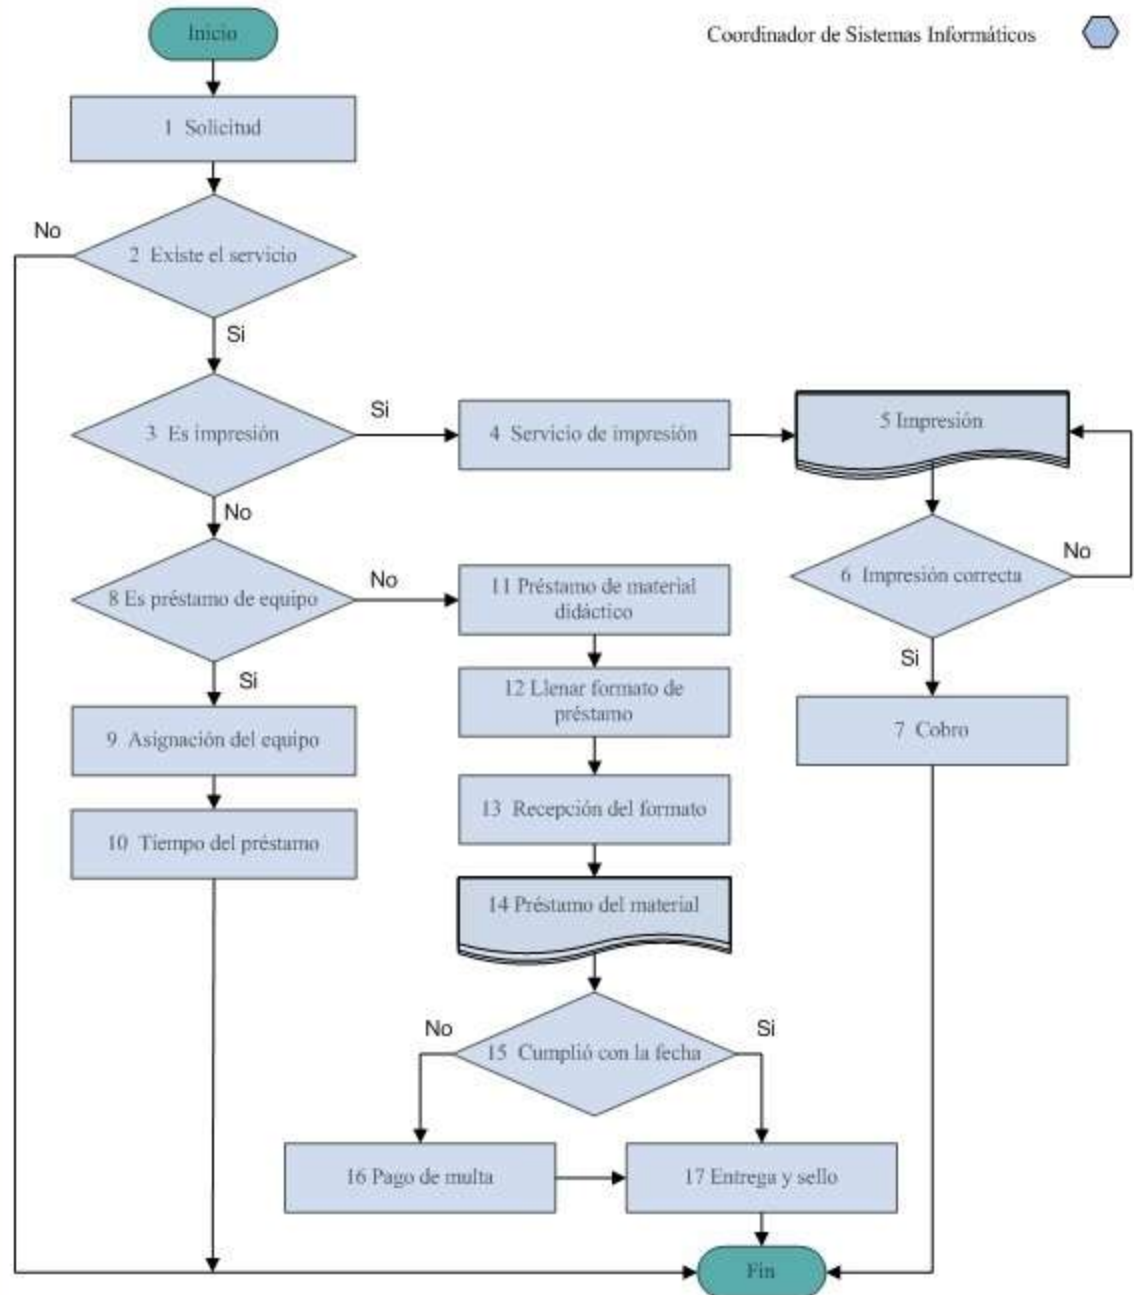 Inicio
Coordinador de Sistemas Informáticos
1 Solicitud
No
2 Existe el servicio
Si
3 Es impresión
Si
4 Servicio de impresión
5 Impresión
No
8 Es préstamo de equipo
No
11 Préstamo de material
didáctico
6 Impresión correcta
No
Si
Si
12 Llenar formato de
préstamo
7 Cobro
9 Asignación del equipo
13 Recepción del formato
10 Tiempo del préstamo
14 Préstamo del material
No
Si
15 Cumplió con la fecha
16 Pago de multa
17 Entrega y sello
Fin